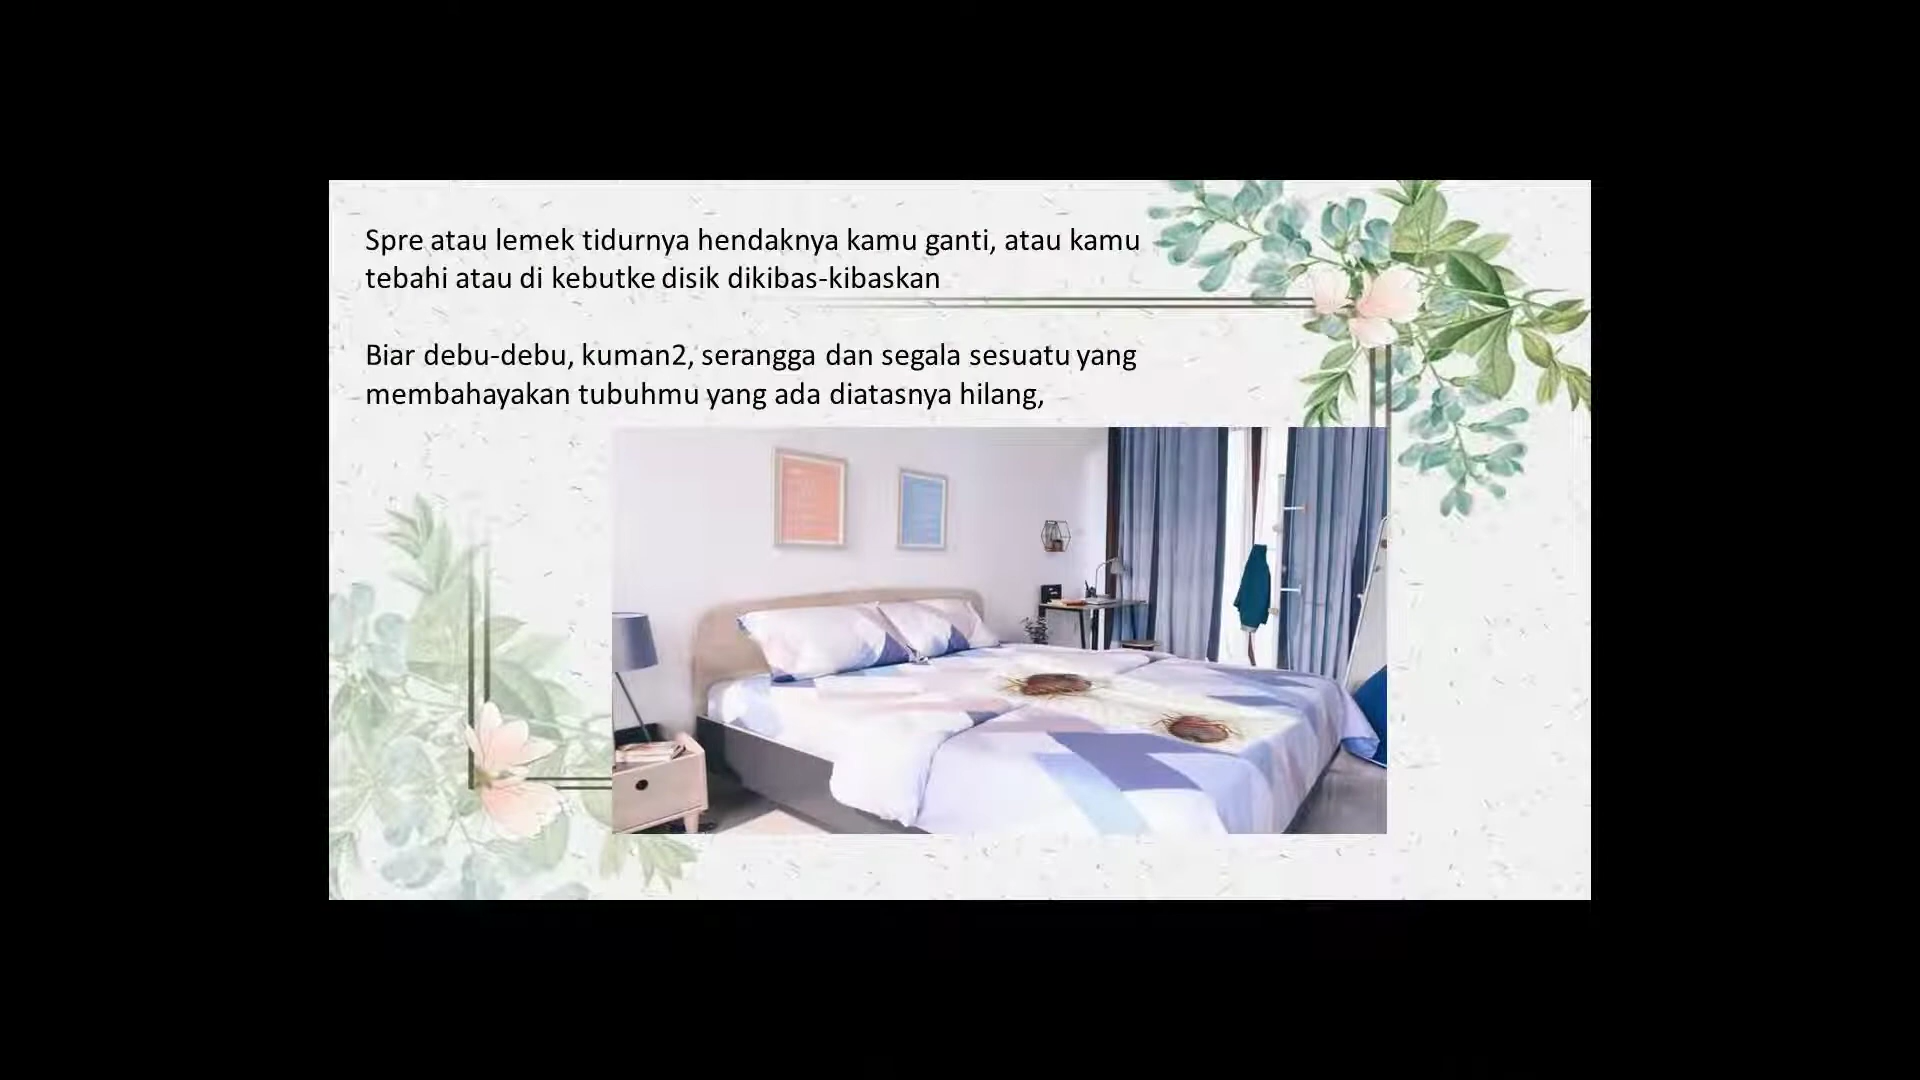 Spre atau lemek tidurnya hendaknya kamu ganti, atau kamu
tebahi atau di kebutke disik dikibas-kibaskan
Biar debu-debu, kuman2, serangga dan segala sesuatu yang
membahayakan tubuhmu yang ada diatasnya hilang,